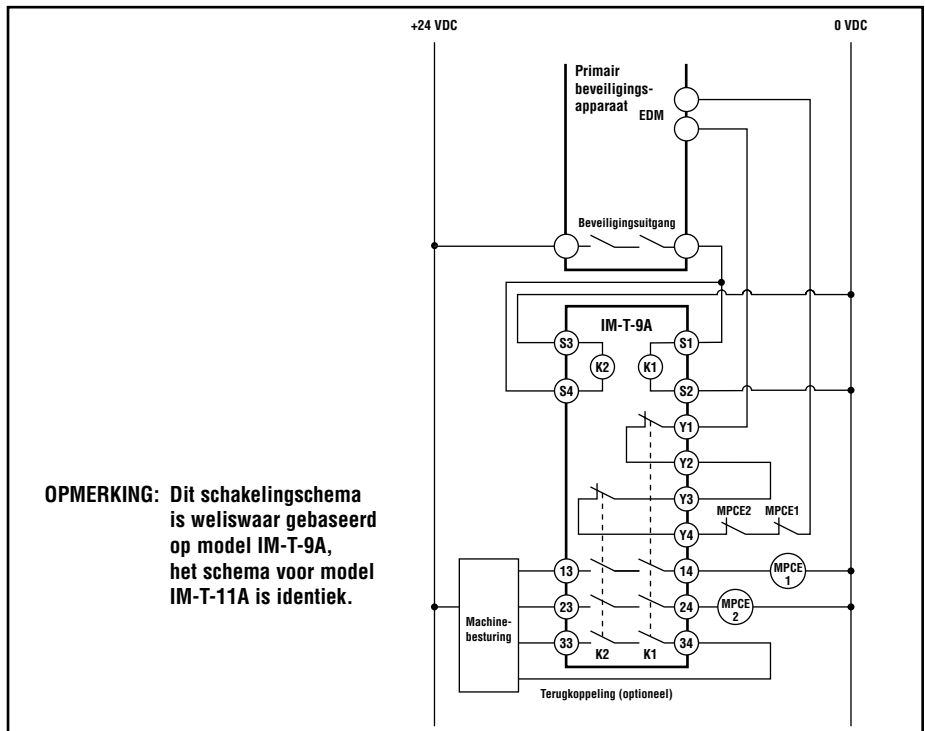 +24 VDC
0 VDC
Primair
beveiligings-
apparaat
EDM
Beveiligingsuitgang
IM-T-9A
S3
S1
K2
K1
S4
S2
Y1
Y2
Y3
Y4
MPCE2
MPCE1
OPMERKING: Dit schakelingschema
is weliswaar gebaseerd
op model IM-T-9A,
het schema voor model
IM-T-11A is identiek.
13
14
MPCE
1
23
24
MPCE
2
Machine-
besturing
33
K2
K1
34
Terugkoppeling (optioneel)